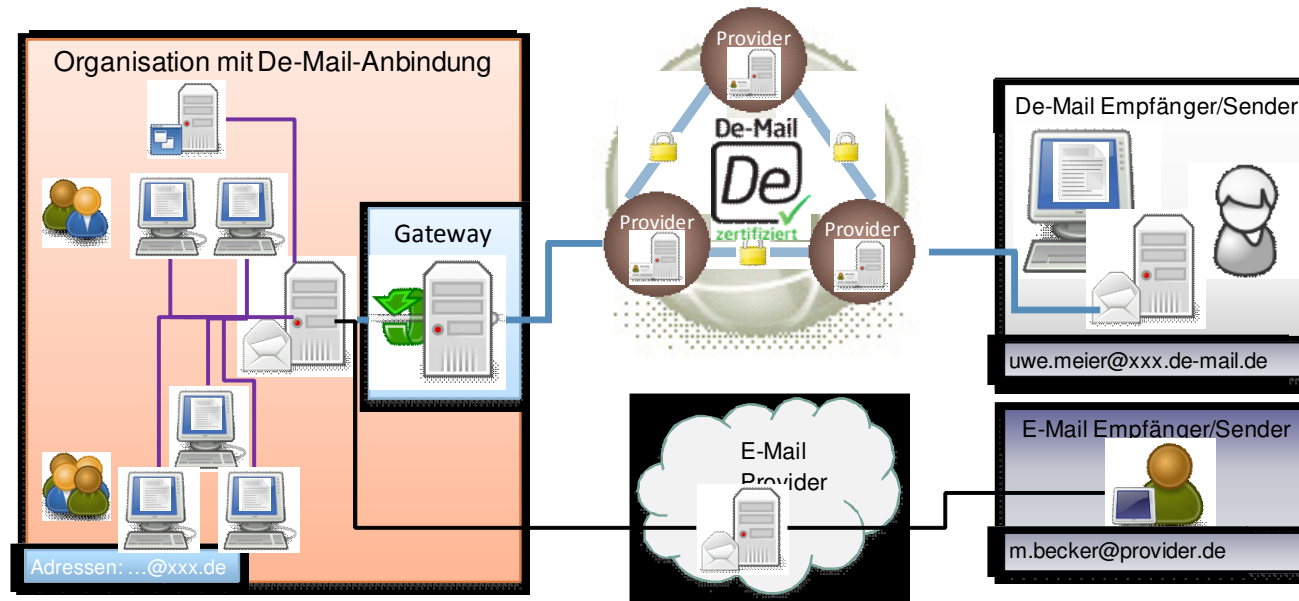 Organisation mit De-Mail-Anbindung
Gateway
Adressen: ...@xxx.de
Provider
De-Mail
De
zertifiziert
Provider
Provider
E-Mail
Provider
De-Mail Empfänger/Sender
uwe.meier@xxx.de-mail.de
E-Mail Empfänger/Sender
m.becker@provider.de